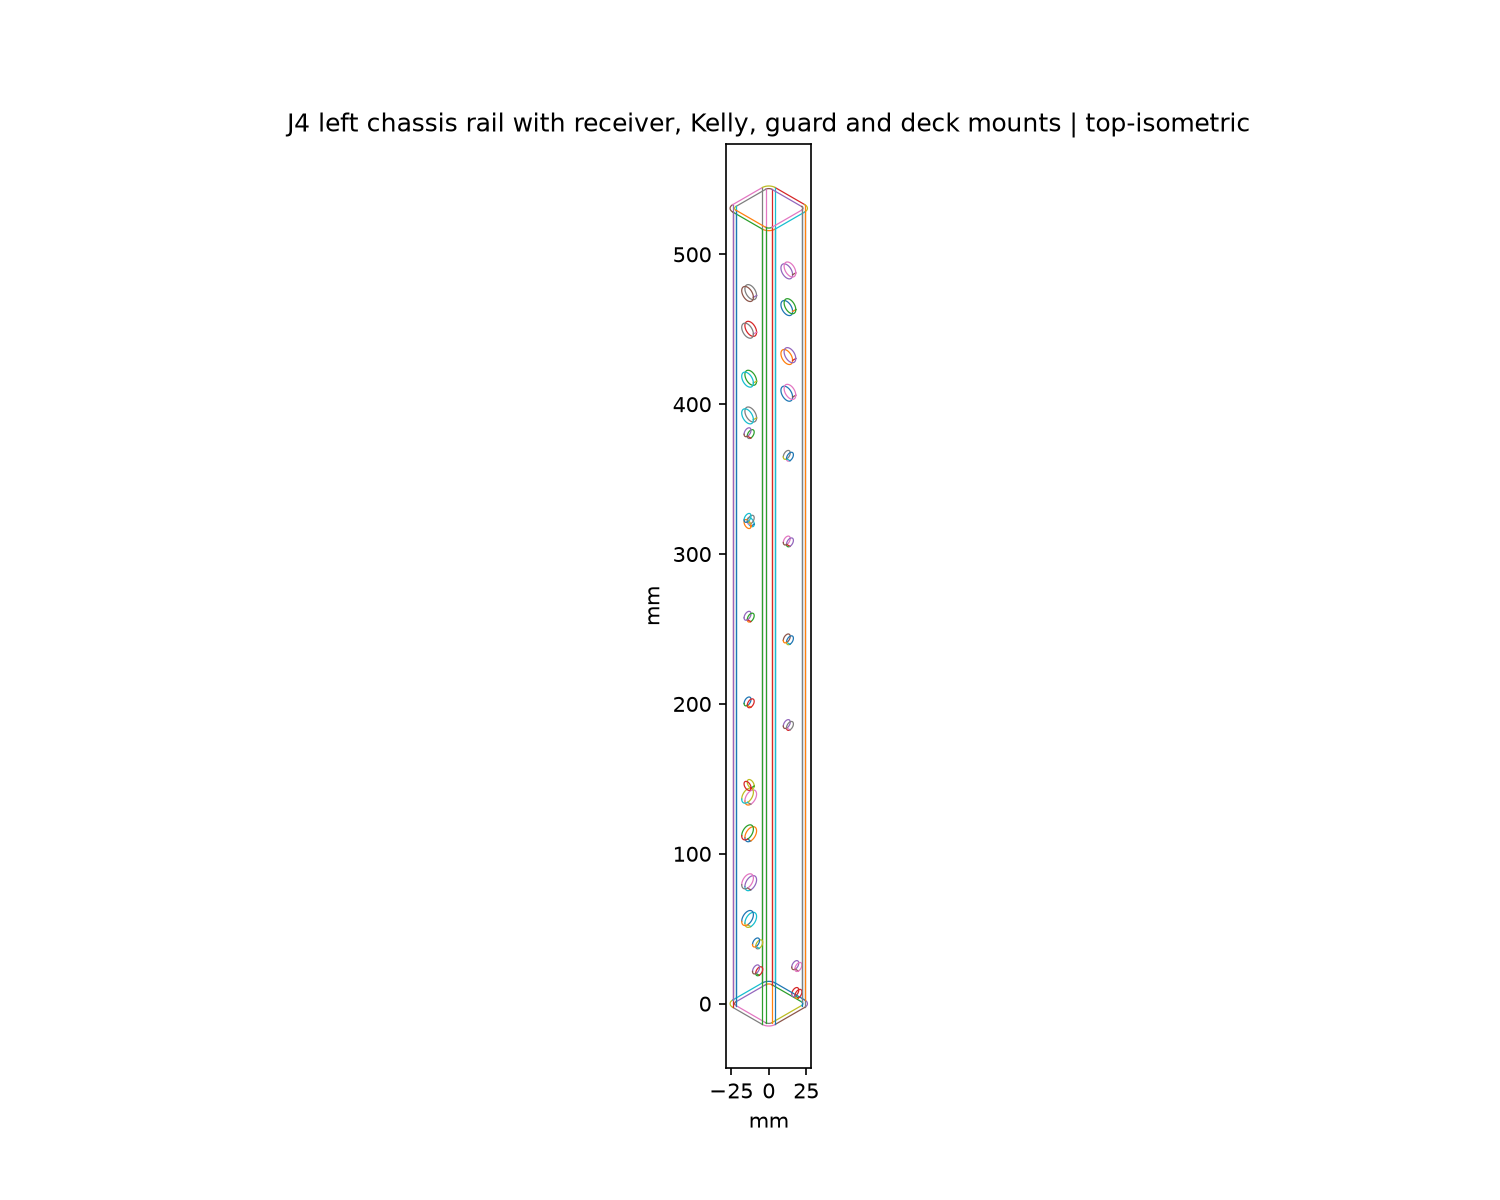 J4 left chassis rail with receiver, Kelly, guard and deck mounts | top-isometric
500
400
300
200
100
0
mm
−25 0 25
mm